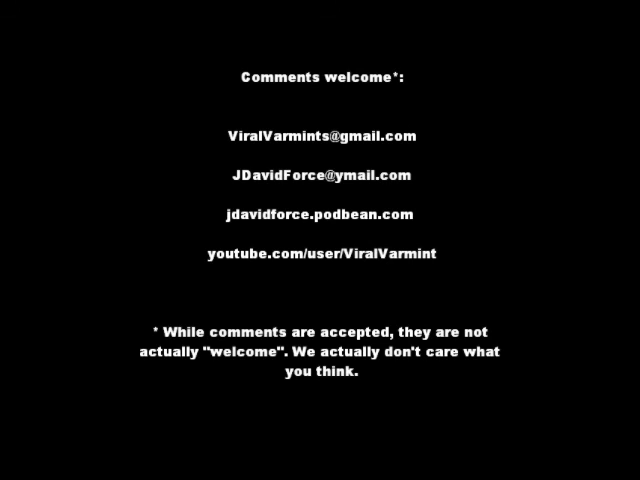 Comments welcome*:
ViralVarmints@gmail.com
JDavidForce@ymail.com
jdavidforce.podbean.com
youtube.com/user/ViralVarmint
* While comments are accepted, they are not
actually "welcome". We actually don't care what
you think.